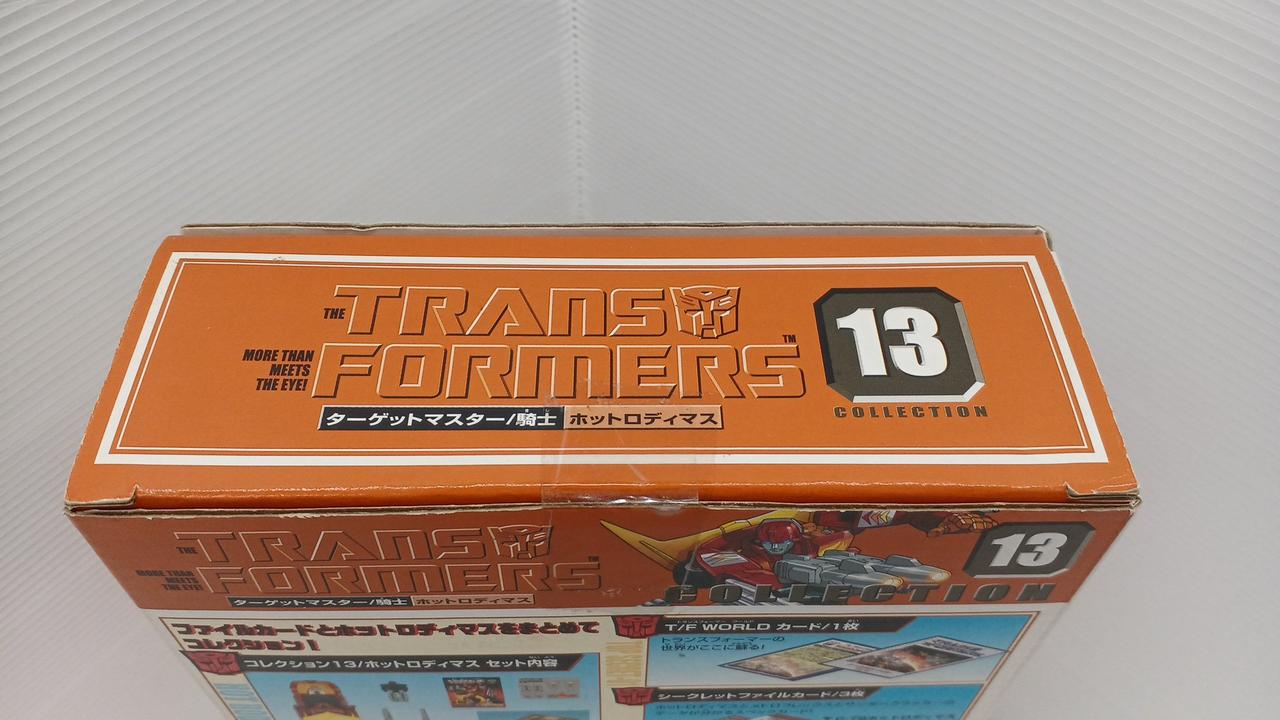 THE TRANS
FORMERS™
MORE THAN
MEETS
THE EYE!
ターゲットマスター/騎士 ホットロディマス
13
COLLECTION
THE TRANS
FORMERS™
MORE THAN
MEETS
THE EYE!
ターゲットマスター/騎士 ホットロディマス
13
COLLECTION
ファイルカードとホットロディマスをまとめて
コレクション!
コレクション13/ホットロディマス セット内容
T/F WORLD カード/1枚
トランスフォーマーの
世界がここに蘇る!
シークレットファイルカード/3枚